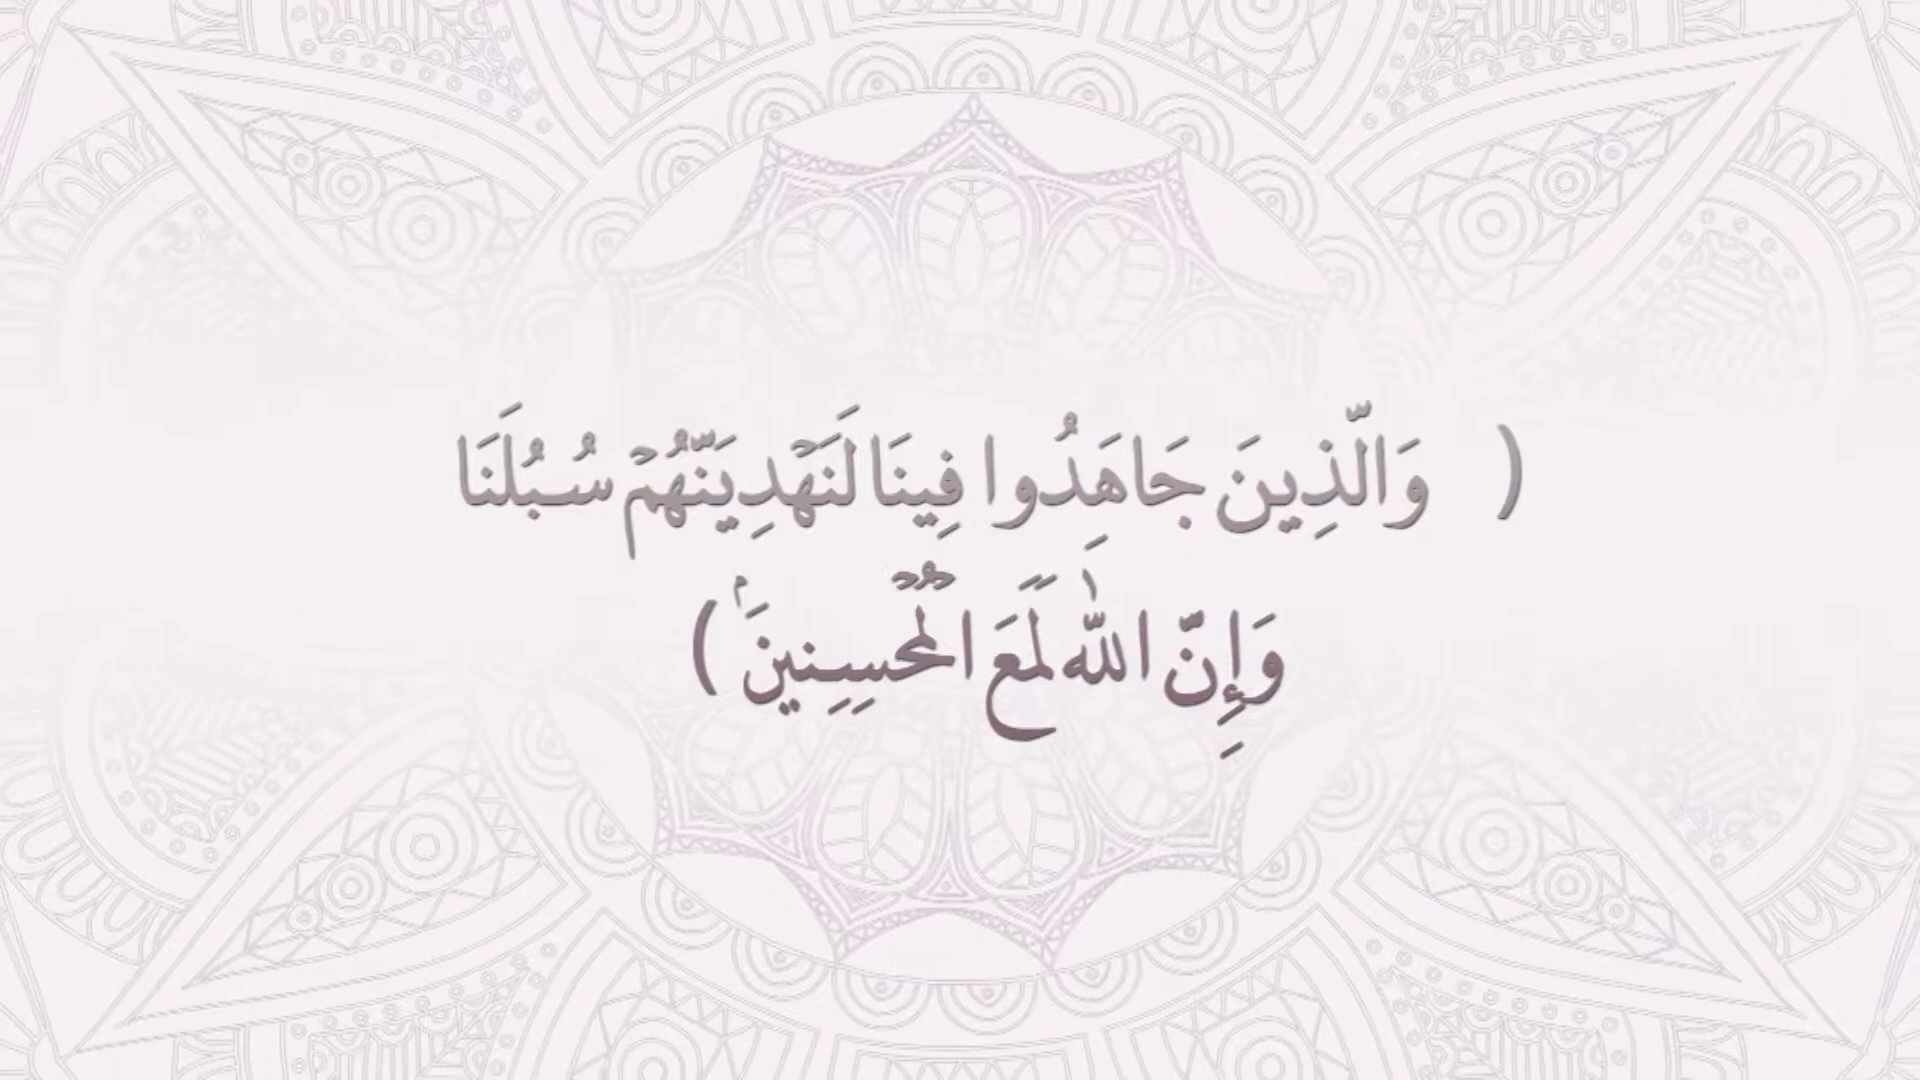 ( وَالَّذِينَ جَاهَدُوا فِينَا لَنَهْدِيَنَّهُمْ سُبُلَنَا
وَإِنَّ اللَّهَ لَمَعَ الْمُحْسِنِينَ )